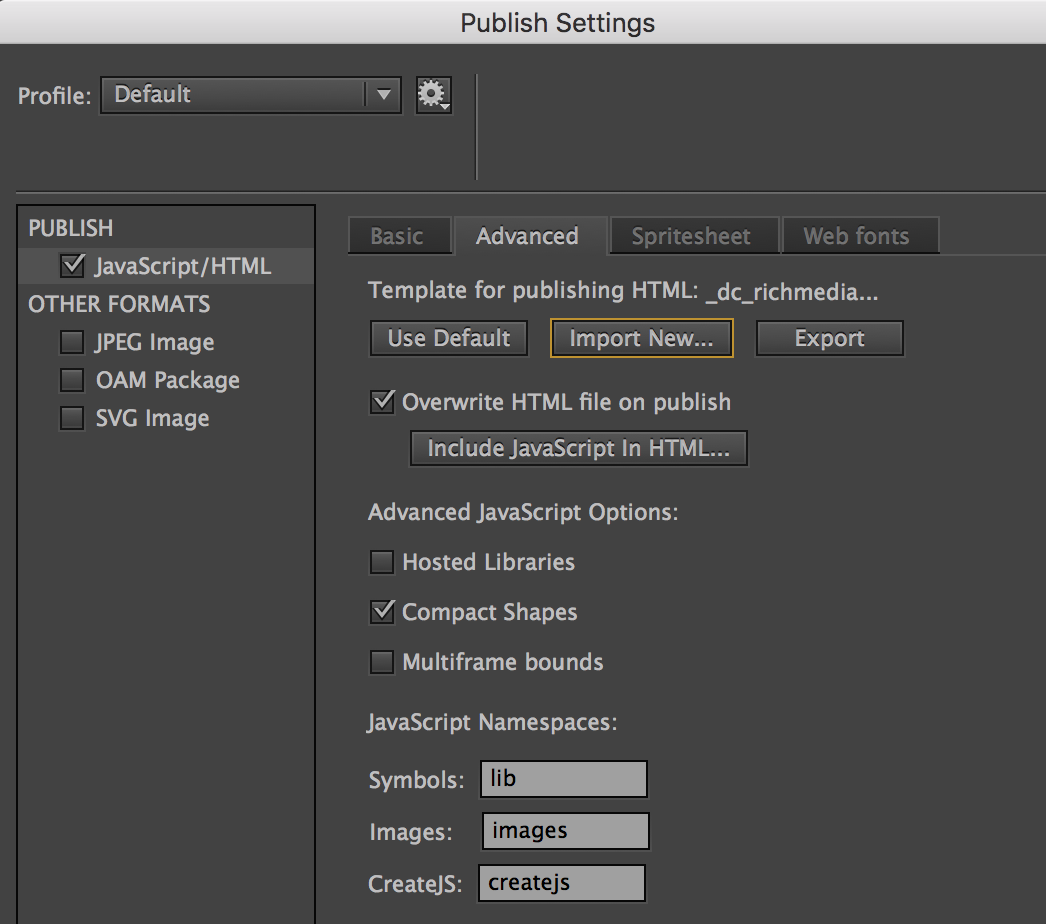 Publish Settings
Profile: Default
PUBLISH
JavaScript/HTML
OTHER FORMATS
JPEG Image
OAM Package
SVG Image
Basic Advanced Spritesheet Web fonts
Template for publishing HTML: _dc_richmedia...
Use Default Import New... Export
Overwrite HTML file on publish
Include JavaScript In HTML...
Advanced JavaScript Options:
Hosted Libraries
Compact Shapes
Multiframe bounds
JavaScript Namespaces:
Symbols: lib
Images: images
CreateJS: createjs